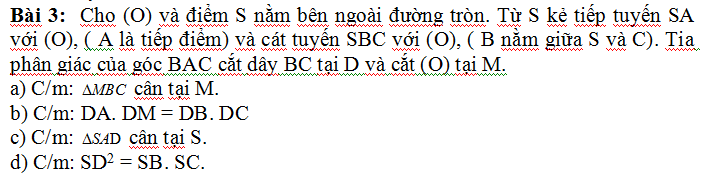 Bài 3: Cho (O) và điểm S nằm bên ngoài đường tròn. Từ S kẻ tiếp tuyến SA
với (O), ( A là tiếp điểm) và cát tuyến SBC với (O), ( B nằm giữa S và C). Tia
phân giác của góc BAC cắt dây BC tại D và cắt (O) tại M.
a) C/m: ΔMBC cân tại M.
b) C/m: DA. DM = DB. DC
c) C/m: ΔSAD cân tại S.
d) C/m: SD² = SB. SC.